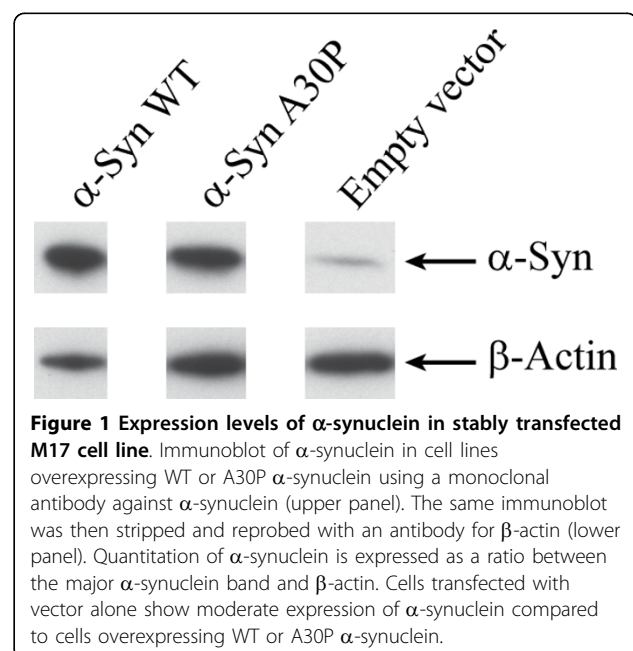 α-Syn WT
α-Syn A30P
Empty vector
α-Syn
β-Actin
Figure 1 Expression levels of α-synuclein in stably transfected
M17 cell line. Immunoblot of α-synuclein in cell lines
overexpressing WT or A30P α-synuclein using a monoclonal
antibody against α-synuclein (upper panel). The same immunoblot
was then stripped and reprobed with an antibody for β-actin (lower
panel). Quantitation of α-synuclein is expressed as a ratio between
the major α-synuclein band and β-actin. Cells transfected with
vector alone show moderate expression of α-synuclein compared
to cells overexpressing WT or A30P α-synuclein.